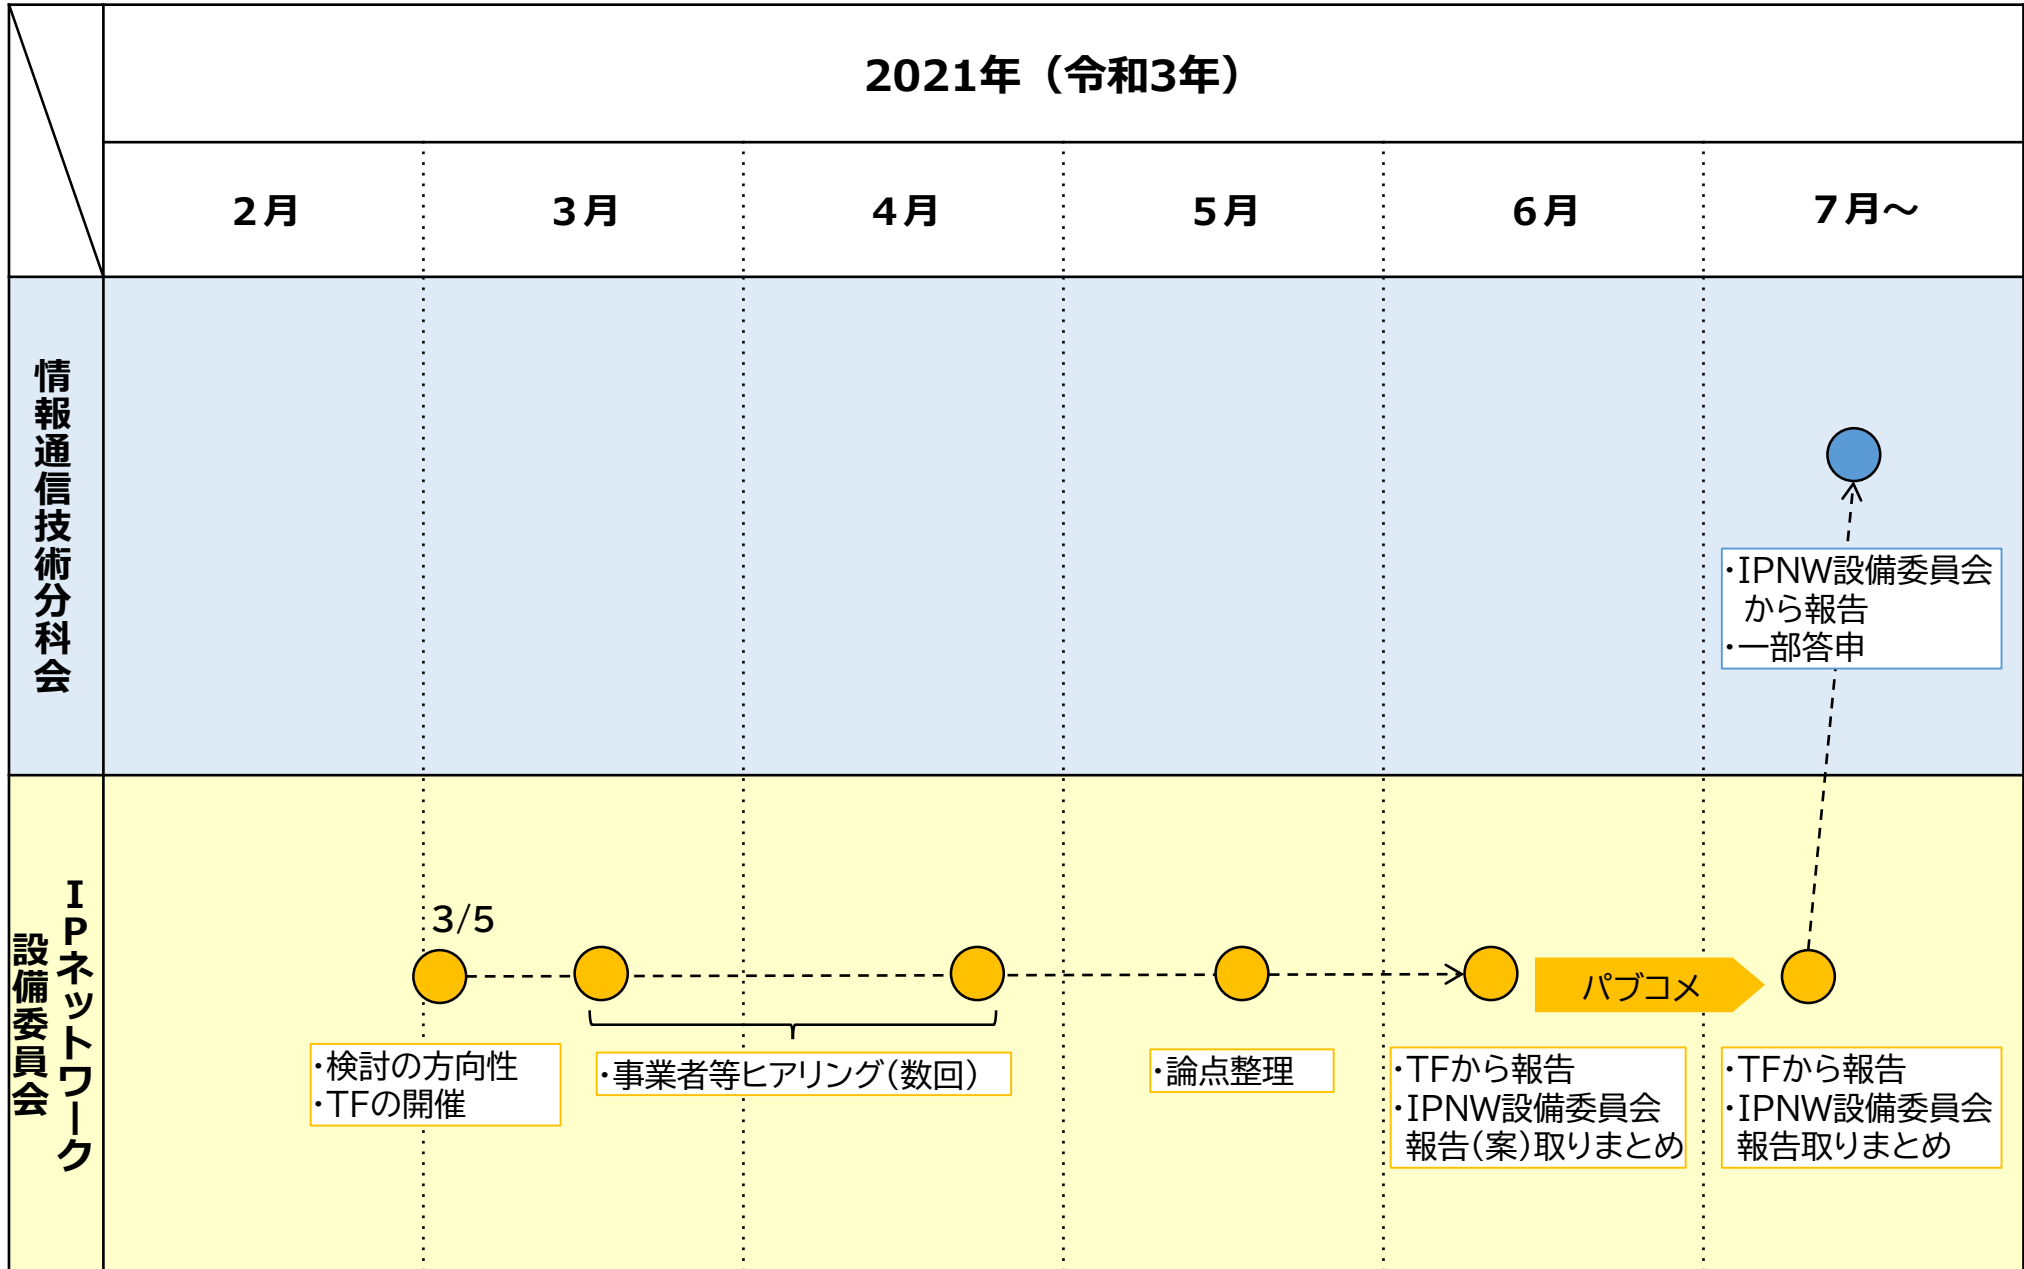 2021年（令和3年）
２月
３月
４月
５月
６月
７月～
情報通信技術分科会
・IPNW設備委員会
から報告
・一部答申
IPネットワーク
設備委員会
3/5
パブコメ
・検討の方向性
・TFの開催
・事業者等ヒアリング（数回）
・論点整理
・TFから報告
・IPNW設備委員会
報告（案）取りまとめ
・TFから報告
・IPNW設備委員会
報告取りまとめ